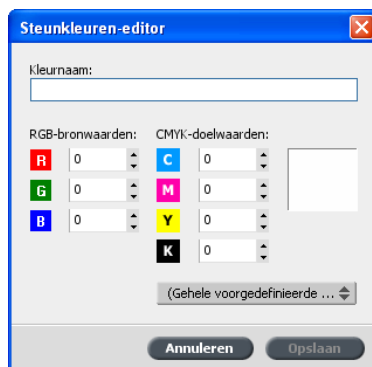 Steunkleuren-editor
Kleurnaam:
RGB-bronwaarden: CMYK-doelwaarden:
R 0 C 0
G 0 M 0
B 0 Y 0
K 0
(Gehele voorgedefinieerde ...
Annuleren Opslaan